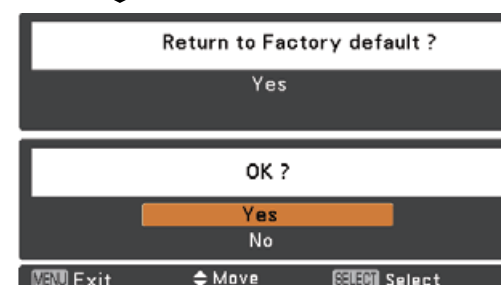 Return to Factory default ?
Yes
OK ?
Yes
No
MENU Exit Move SELECT Select